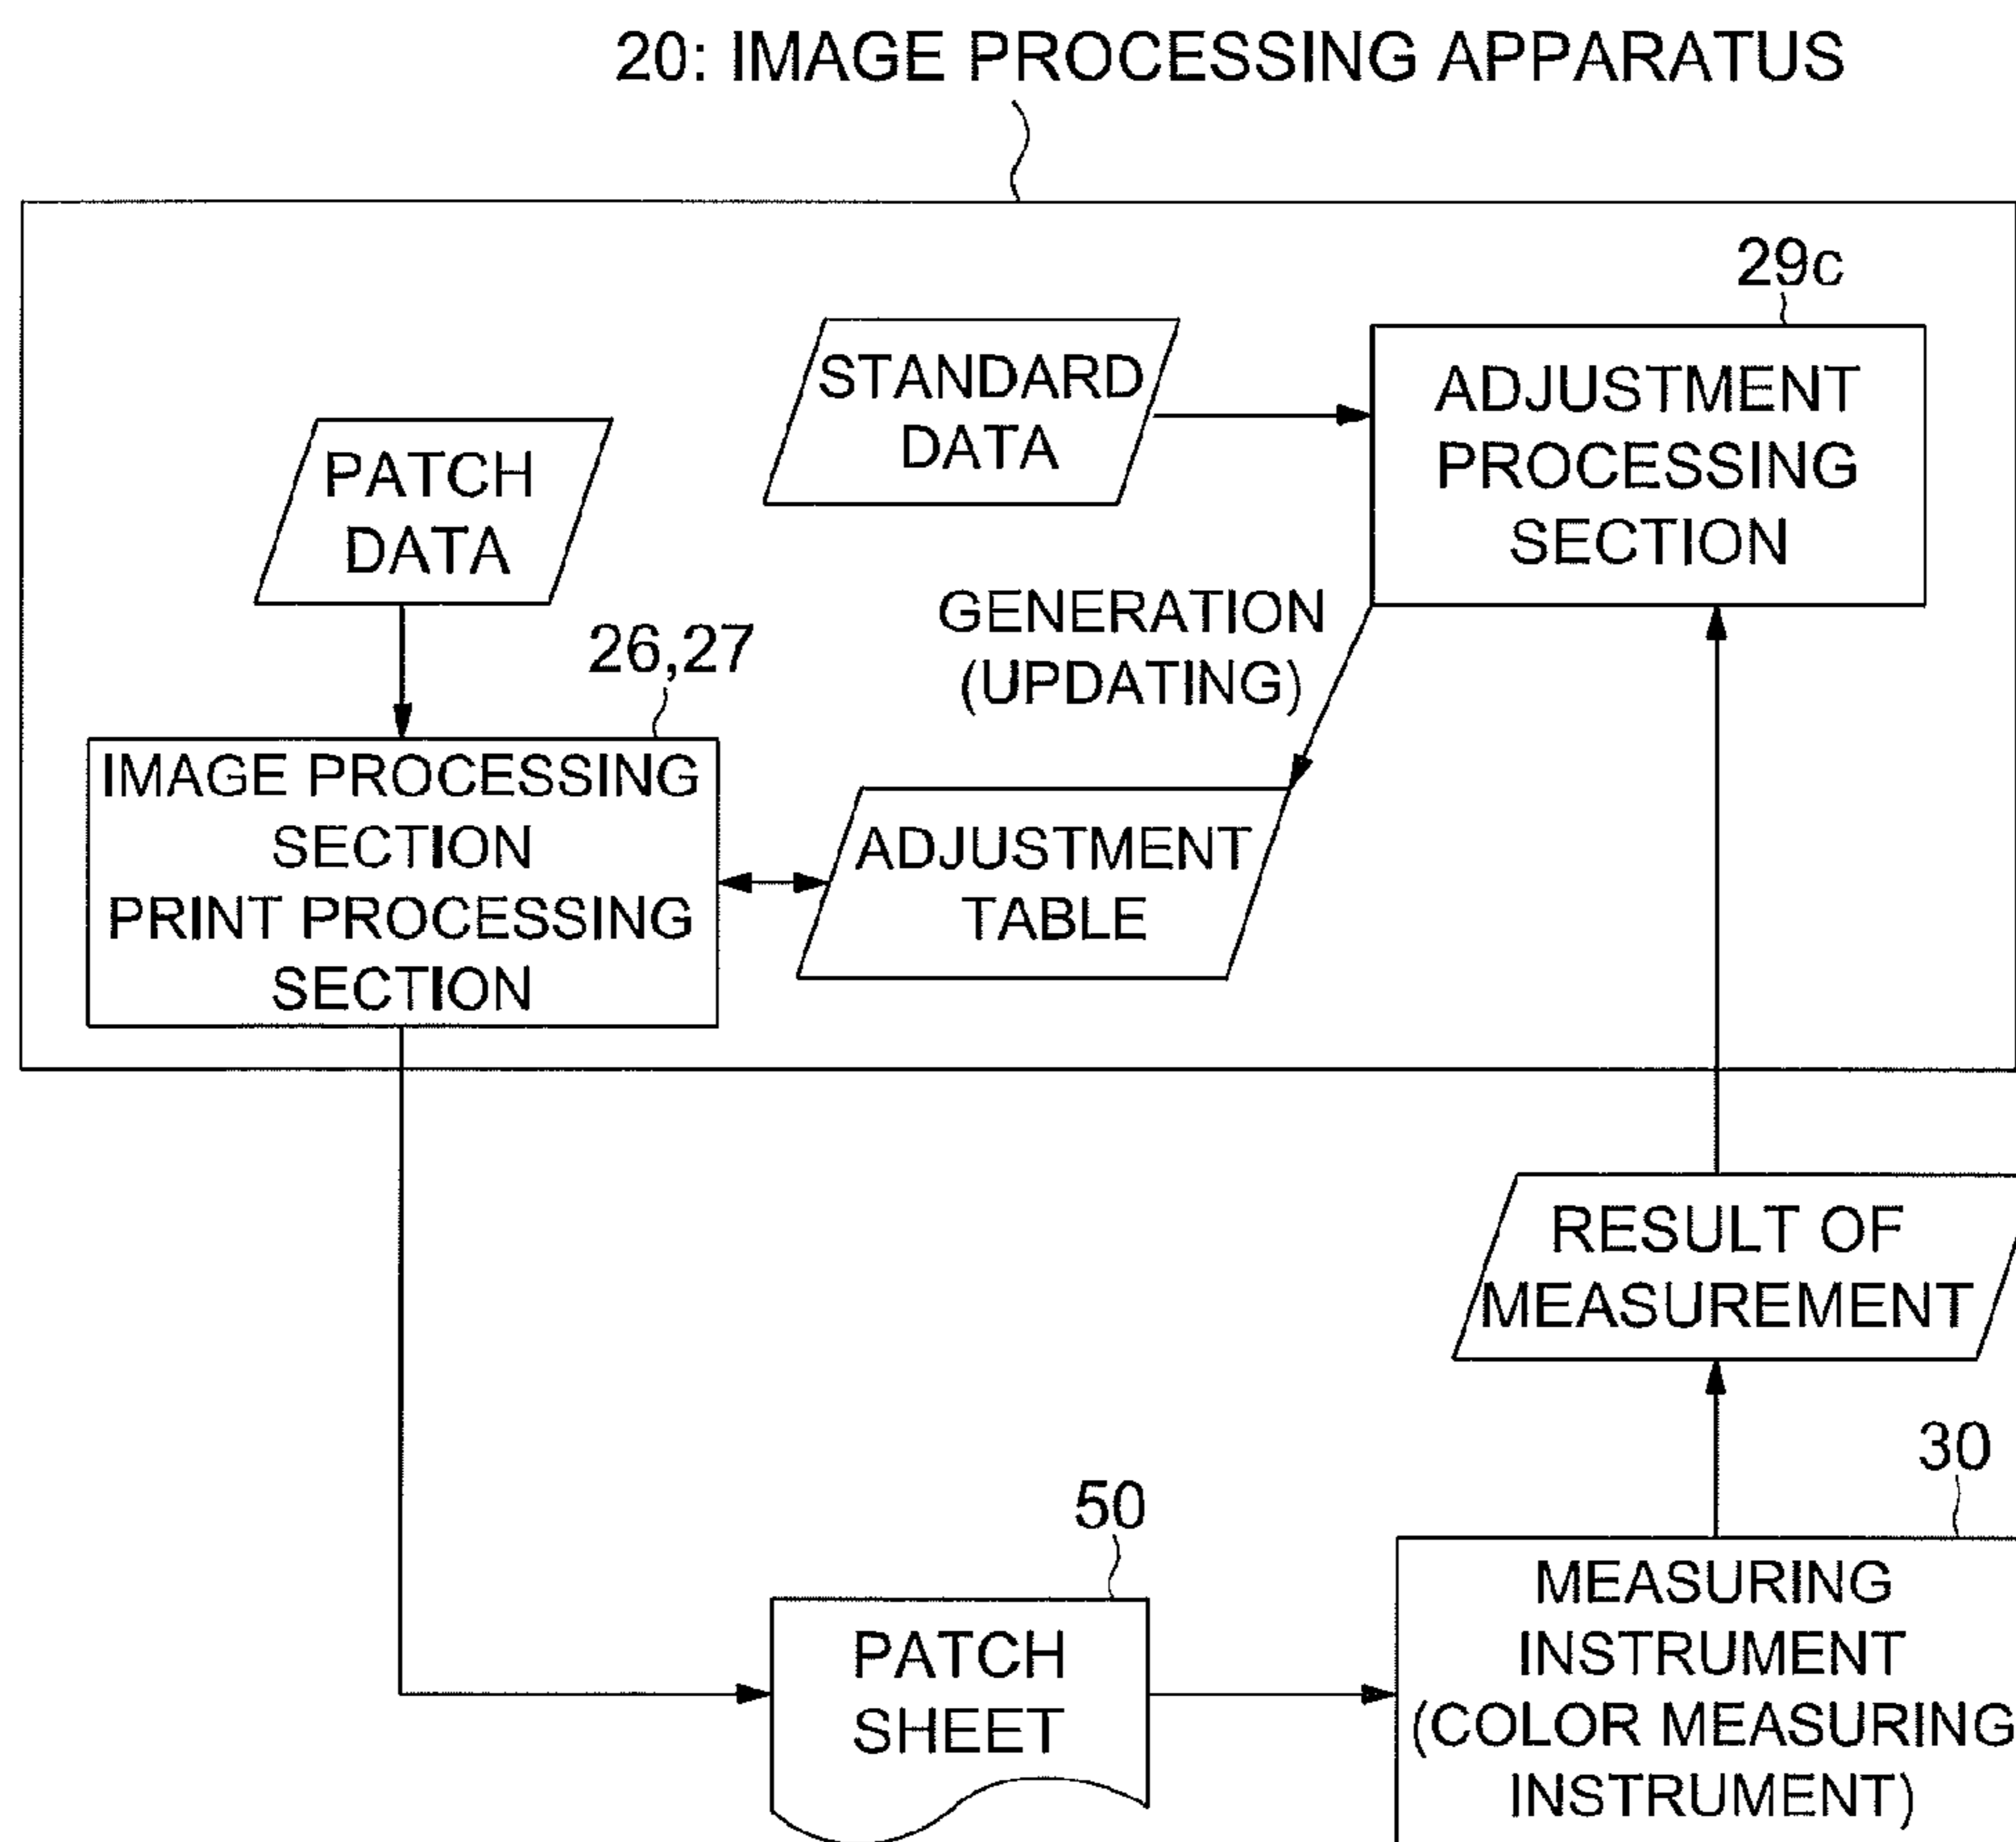 20: IMAGE PROCESSING APPARATUS
29c
STANDARD
DATA
ADJUSTMENT
PROCESSING
SECTION
PATCH
DATA
GENERATION
(UPDATING)
26,27
IMAGE PROCESSING
SECTION
PRINT PROCESSING
SECTION
ADJUSTMENT
TABLE
RESULT OF
MEASUREMENT
30
50
PATCH
SHEET
MEASURING
INSTRUMENT
(COLOR MEASURING
INSTRUMENT)